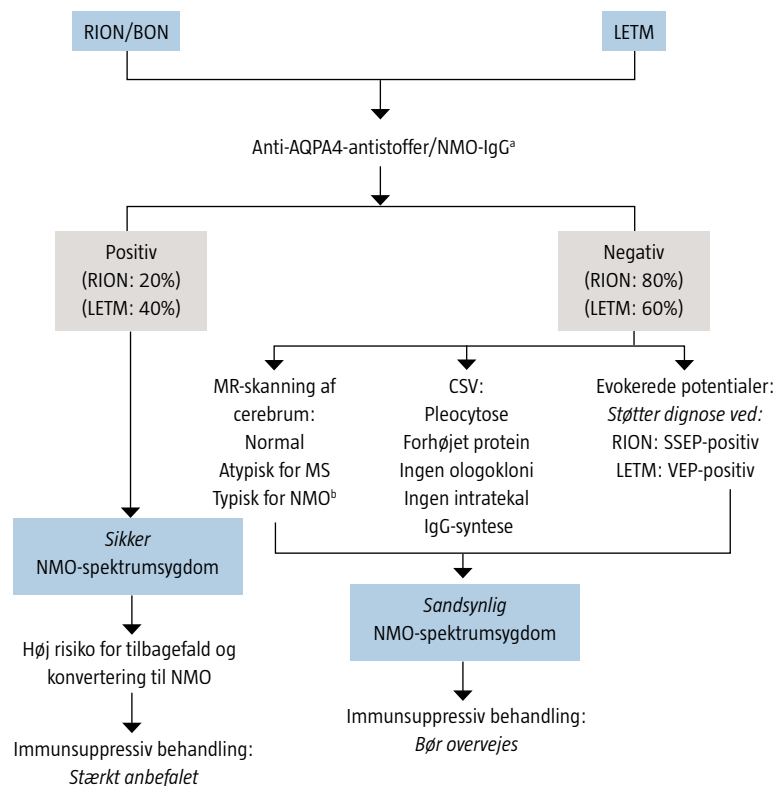 RION/BON
LETM
Anti-AQPA4-antistoffer/NMO-IgGᵃ
Positiv
(RION: 20%)
(LETM: 40%)
Negativ
(RION: 80%)
(LETM: 60%)
MR-skanning af
cerebrum:
Normal
Atypisk for MS
Typisk for NMOᵇ
CSV:
Pleocytose
Forhøjet protein
Ingen ologokloni
Ingen intratekal
IgG-syntese
Evokerede potentialer:
Støtter dignose ved:
RION: SSEP-positiv
LETM: VEP-positiv
Sikker
NMO-spektrumsygdom
Høj risiko for tilbagefald og
konvertering til NMO
Immunsuppressiv behandling:
Stærkt anbefalet
Sandsynlig
NMO-spektrumsygdom
Immunsuppressiv behandling:
Bør overvejes